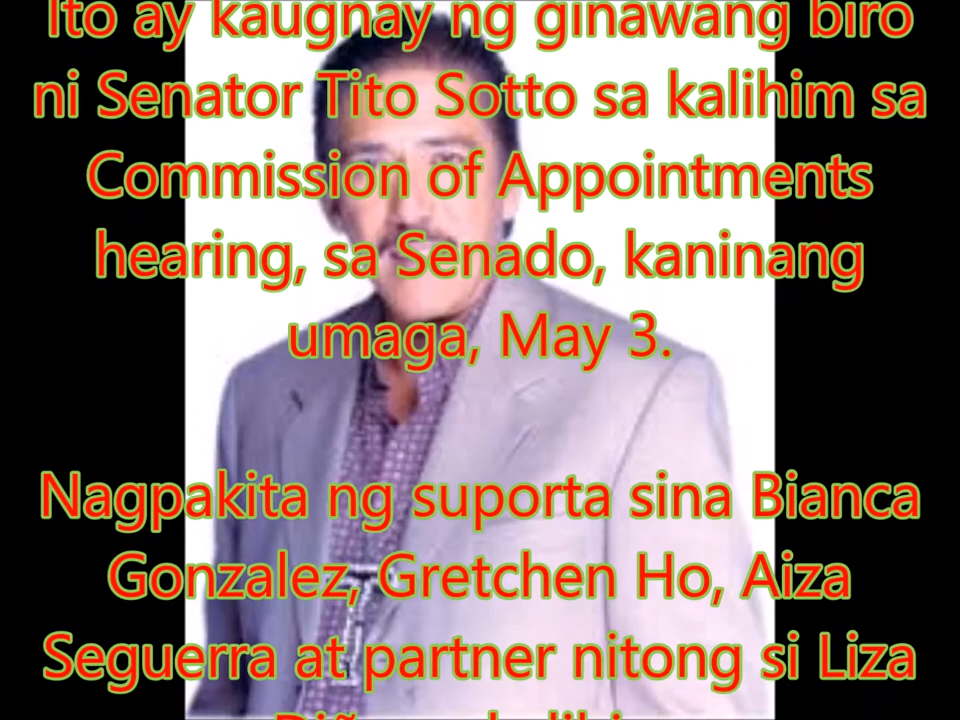 Ito ay kaugnay ng ginawang biro
ni Senator Tito Sotto sa kalihim sa
Commission of Appointments
hearing, sa Senado, kaninang
umaga, May 3.
Nagpakita ng suporta sina Bianca
Gonzalez, Gretchen Ho, Aiza
Seguerra at partner nitong si Liza